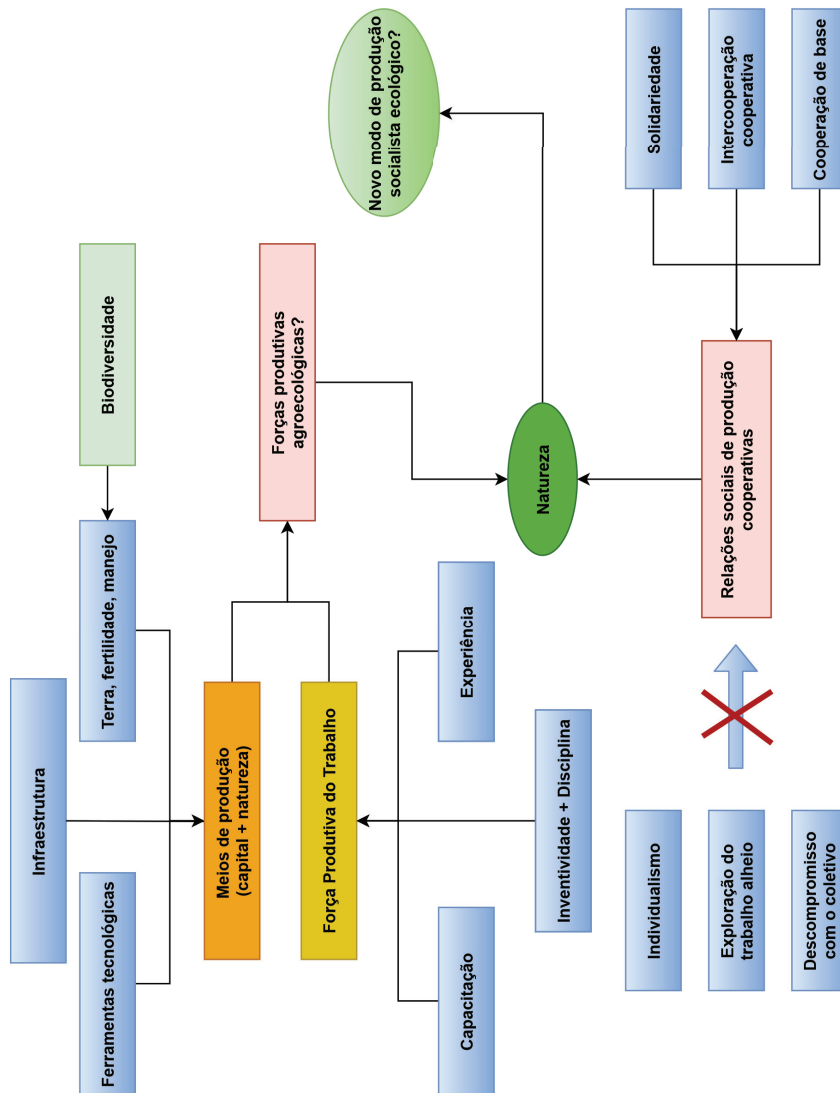 Infraestrutura
Ferramentas tecnológicas
Terra, fertilidade, manejo
Biodiversidade
Meios de produção
(capital + natureza)
Força Produtiva do Trabalho
Forças produtivas
agroecológicas?
Novo modo de produção
socialista ecológico?
Capacitação
Experiência
Inventividade + Disciplina
Natureza
Individualismo
Exploração do
trabalho alheio
Descompromisso
com o coletivo
Relações sociais de produção
cooperativas
Solidariedade
Intercooperação
cooperativa
Cooperação de base